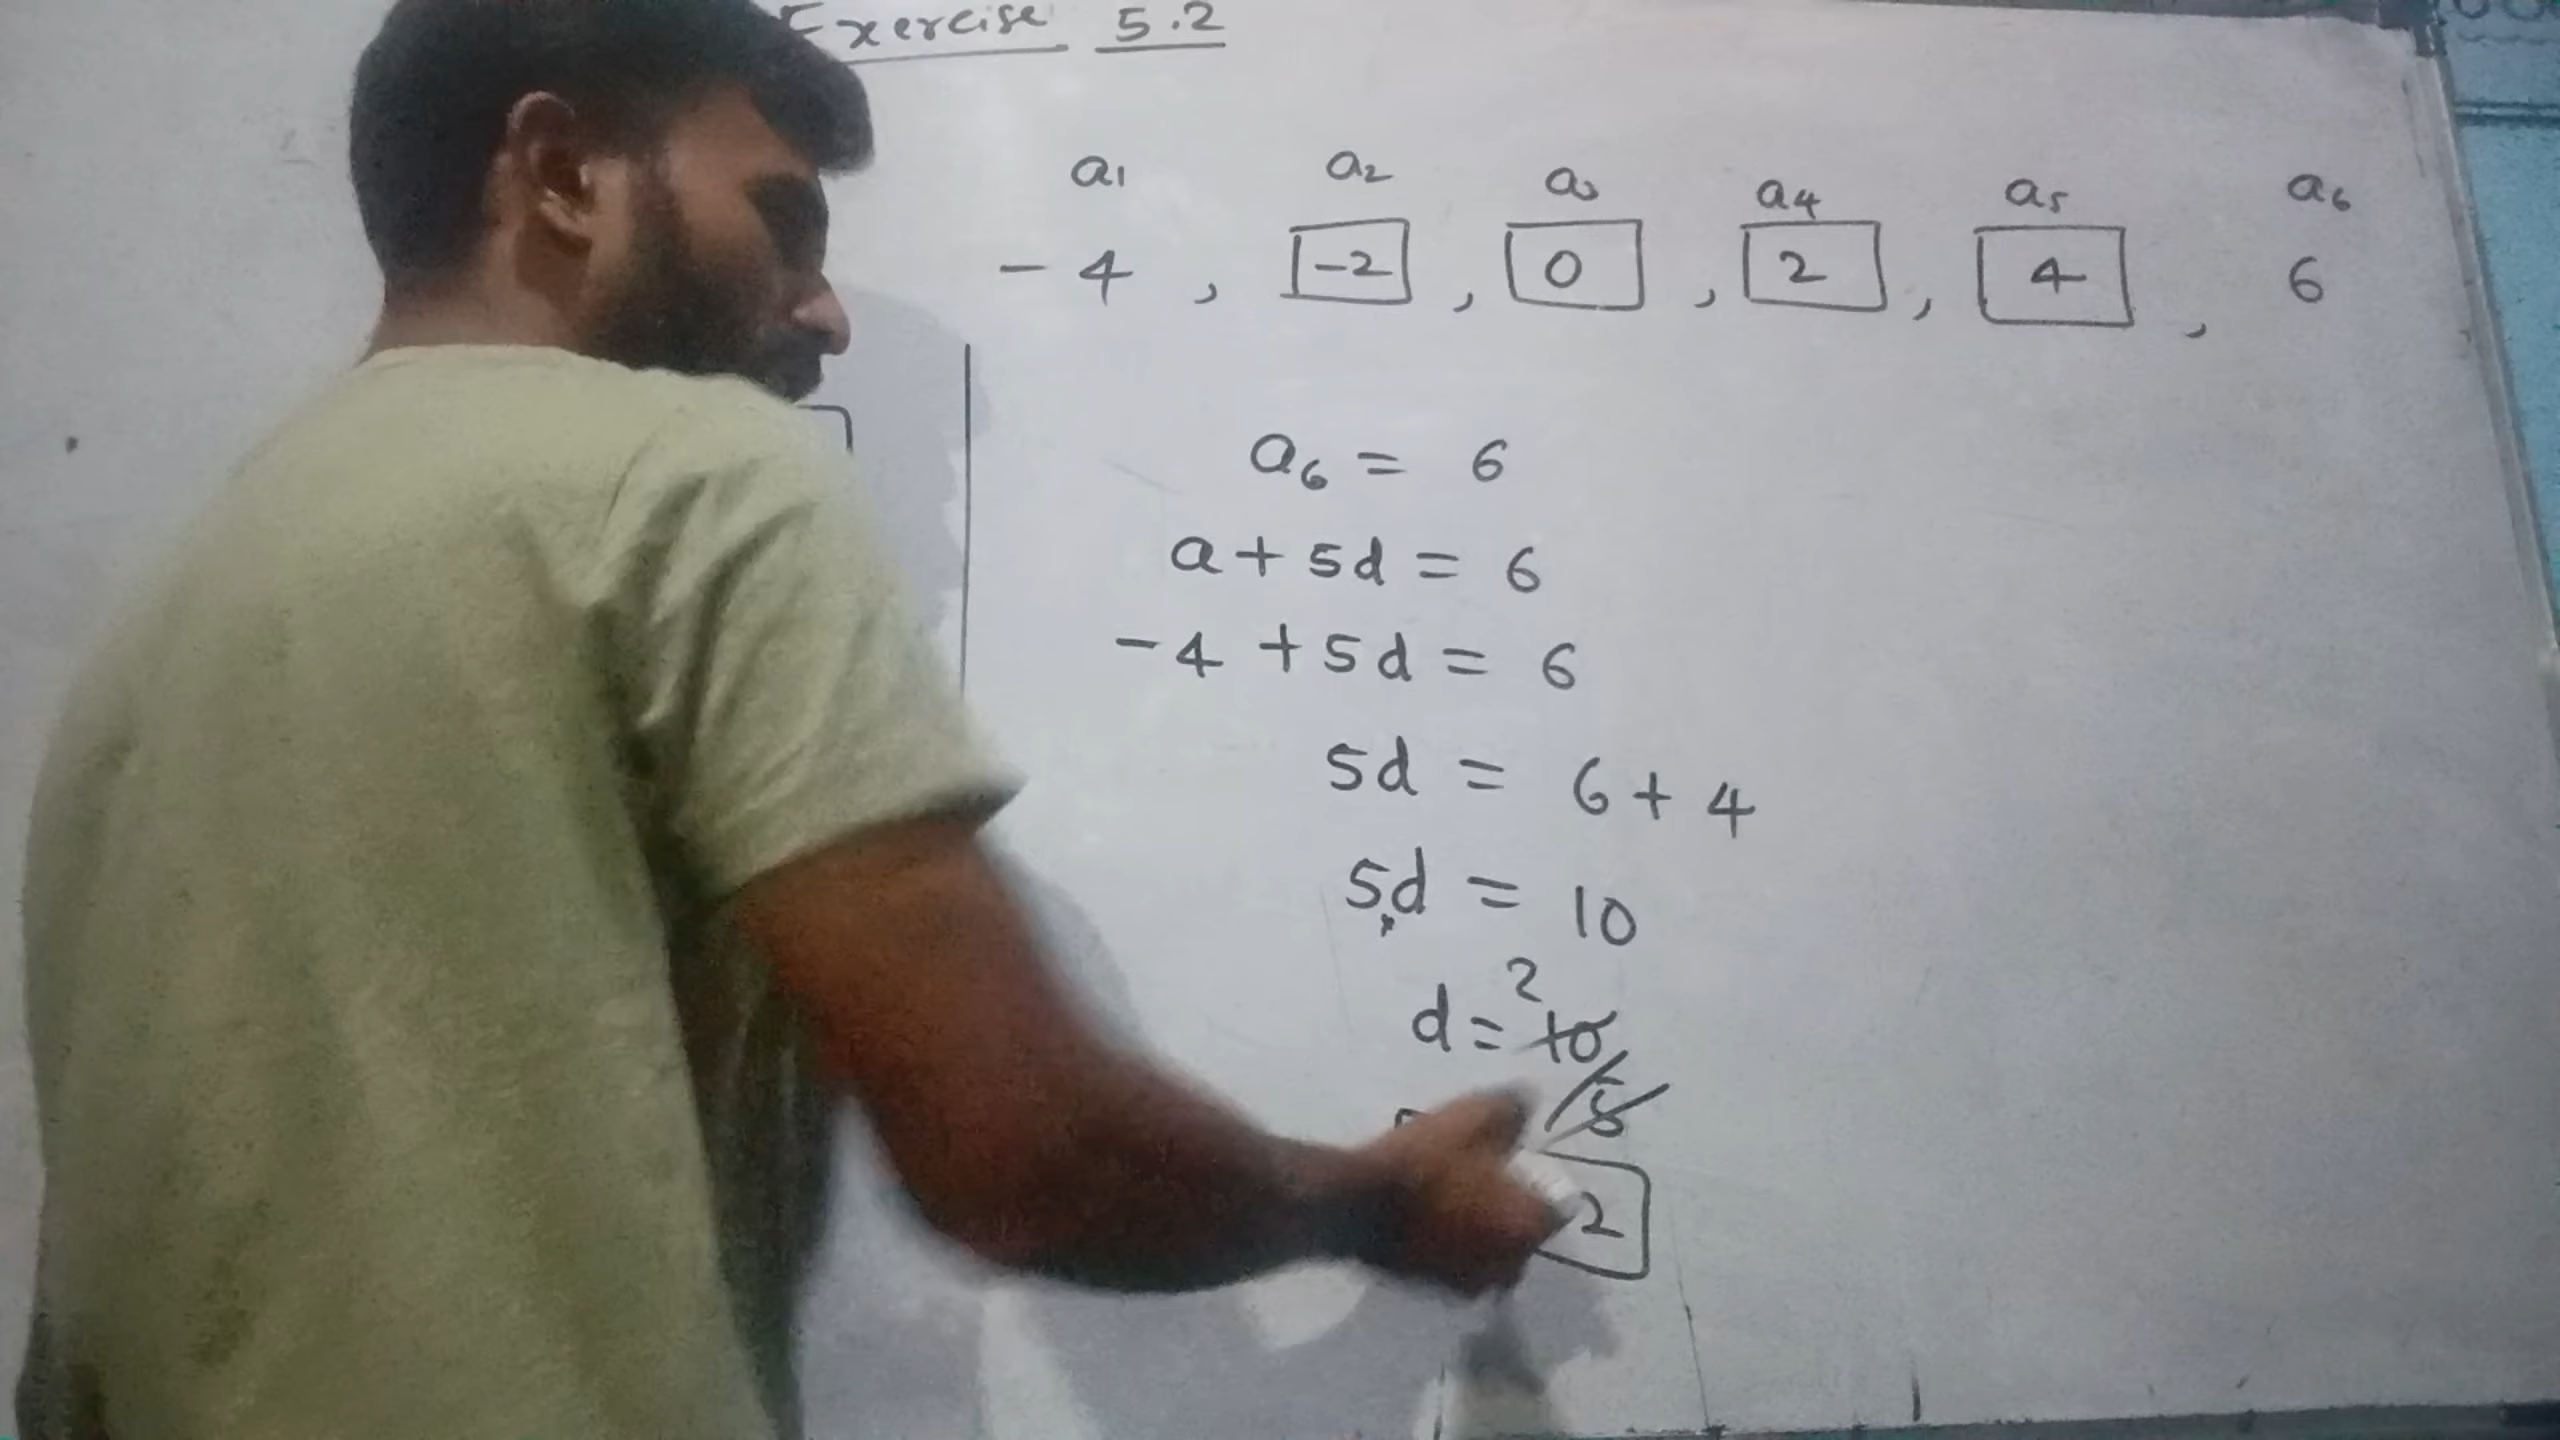 Exercise 5.2
a1 a2 a3 a4 a5 a6
-4 , -2 , 0 , 2 , 4 , 6
a6 = 6
a + 5d = 6
-4 + 5d = 6
5d = 6 + 4
5d = 10
2
d = 10/5
2